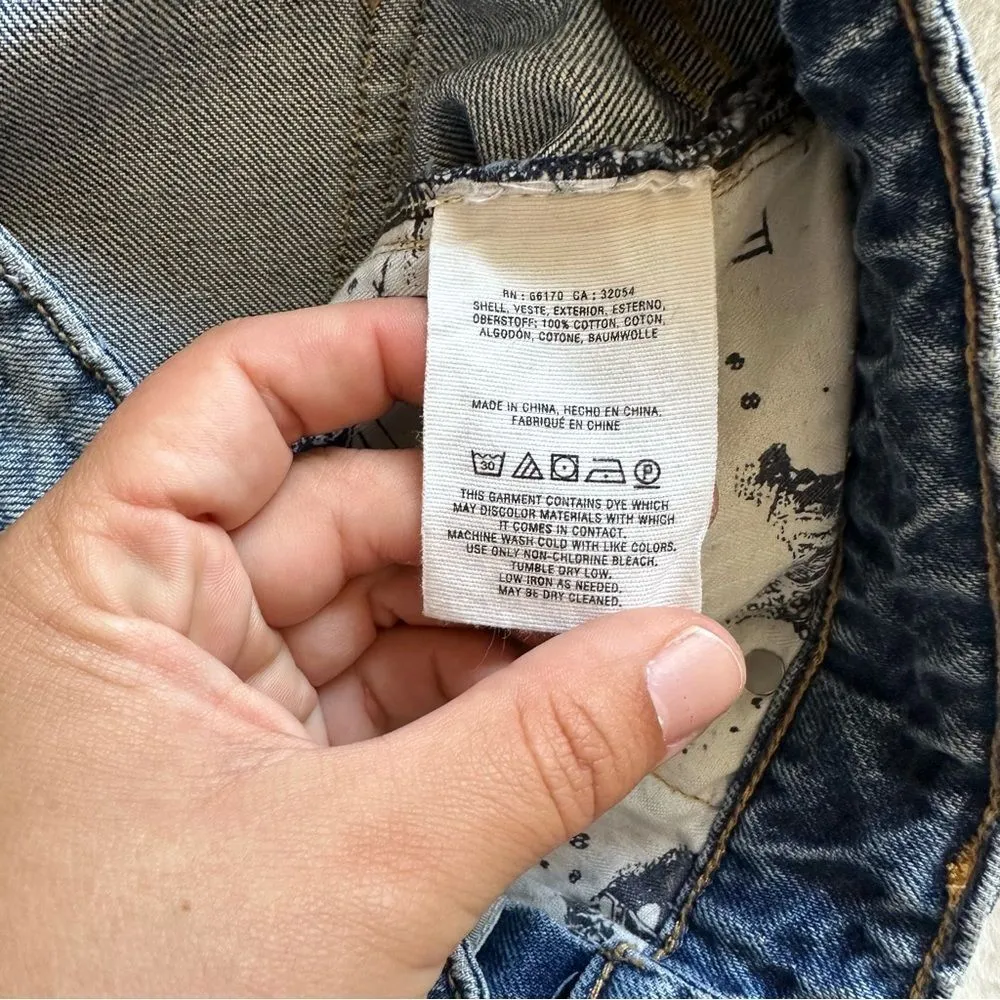 RN : 66170 CA : 32054
SHELL, VESTE, EXTERIOR, ESTERNO,
OBERSTOFF; 100% COTTON, COTON,
ALGODÓN, COTONE, BAUMWOLLE
MADE IN CHINA, HECHO EN CHINA,
FABRIQUÉ EN CHINE
30 P
THIS GARMENT CONTAINS DYE WHICH
MAY DISCOLOR MATERIALS WITH WHICH
IT COMES IN CONTACT.
MACHINE WASH COLD WITH LIKE COLORS.
USE ONLY NON-CHLORINE BLEACH.
TUMBLE DRY LOW.
LOW IRON AS NEEDED.
MAY BE DRY CLEANED.